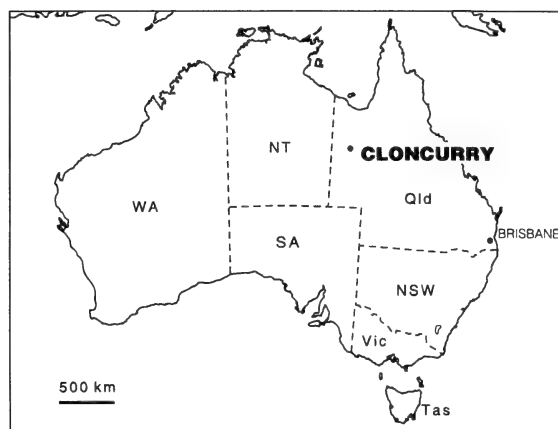 NT
CLONCURRY
WA
Qld
SA
BRISBANE
NSW
Vic
500 km
Tas